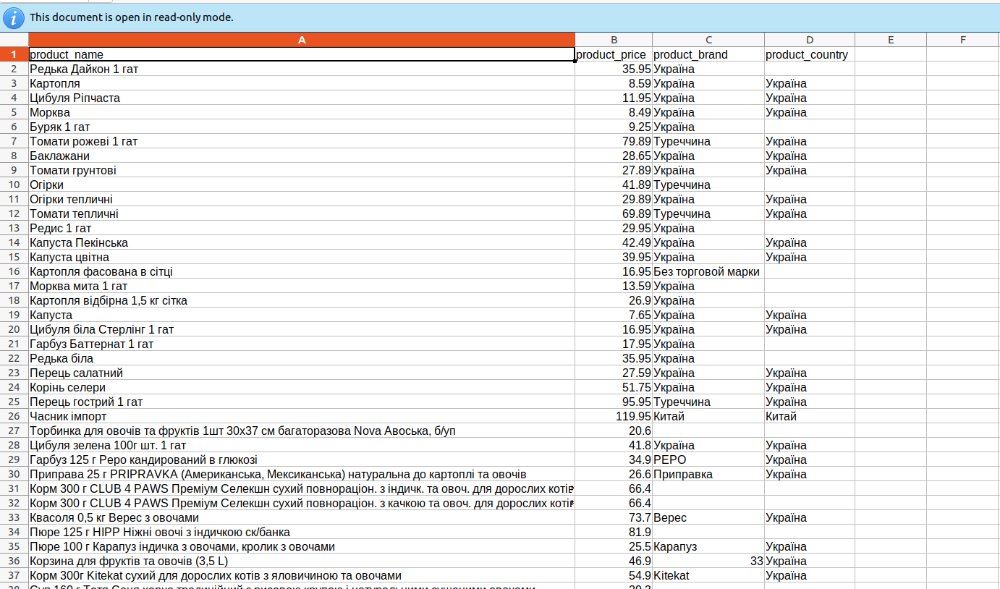 This document is open in read-only mode.
A B C D E F
1 product_name product_price product_brand product_country
2 Редька Дайкон 1 гат 35.95 Україна
3 Картопля 8.59 Україна Україна
4 Цибуля Ріпчаста 11.95 Україна Україна
5 Морква 8.49 Україна Україна
6 Буряк 1 гат 9.25 Україна
7 Томати рожеві 1 гат 79.89 Туреччина Україна
8 Баклажани 28.65 Україна Україна
9 Томати грунтові 27.89 Україна Україна
10 Огірки 41.89 Туреччина
11 Огірки тепличні 29.89 Україна Україна
12 Томати тепличні 69.89 Туреччина Україна
13 Редис 1 гат 29.95 Україна
14 Капуста Пекінська 42.49 Україна Україна
15 Капуста цвітна 39.95 Україна Україна
16 Картопля фасована в сітці 16.95 Без торговой марки
17 Морква мита 1 гат 13.59 Україна
18 Картопля відбірна 1,5 кг сітка 26.9 Україна
19 Капуста 7.65 Україна Україна
20 Цибуля біла Стерлінг 1 гат 16.95 Україна Україна
21 Гарбуз Баттернат 1 гат 17.95 Україна
22 Редька біла 35.95 Україна
23 Перець салатний 27.59 Україна Україна
24 Корінь селери 51.75 Україна Україна
25 Перець гострий 1 гат 95.95 Туреччина Україна
26 Часник імпорт 119.95 Китай Китай
27 Торбинка для овочів та фруктів 1шт 30х37 см багаторазова Nova Авоська, б/уп 20.6
28 Цибуля зелена 100г шт. 1 гат 41.8 Україна Україна
29 Гарбуз 125 г Pepo кандирований в глюкозі 34.9 PEPO Україна
30 Приправа 25 г PRIPRAVKA (Американська, Мексиканська) натуральна до картоплі та овочів 26.6 Приправка Україна
31 Корм 300 г CLUB 4 PAWS Преміум Селекшн сухий повнораціон. з індичк. та овоч. для дорослих котів 66.4
32 Корм 300 г CLUB 4 PAWS Преміум Селекшн сухий повнораціон. з качкою та овоч. для дорослих котів 66.4
33 Квасоля 0,5 кг Верес з овочами 73.7 Верес Україна
34 Пюре 125 г HIPP Ніжні овочі з індичкою ск/банка 81.9
35 Пюре 100 г Карапуз індичка з овочами, кролик з овочами 25.5 Карапуз Україна
36 Корзина для фруктів та овочів (3,5 L) 46.9 33 Україна
37 Корм 300г Kitekat сухий для дорослих котів з яловичиною та овочами 54.9 Kitekat Україна